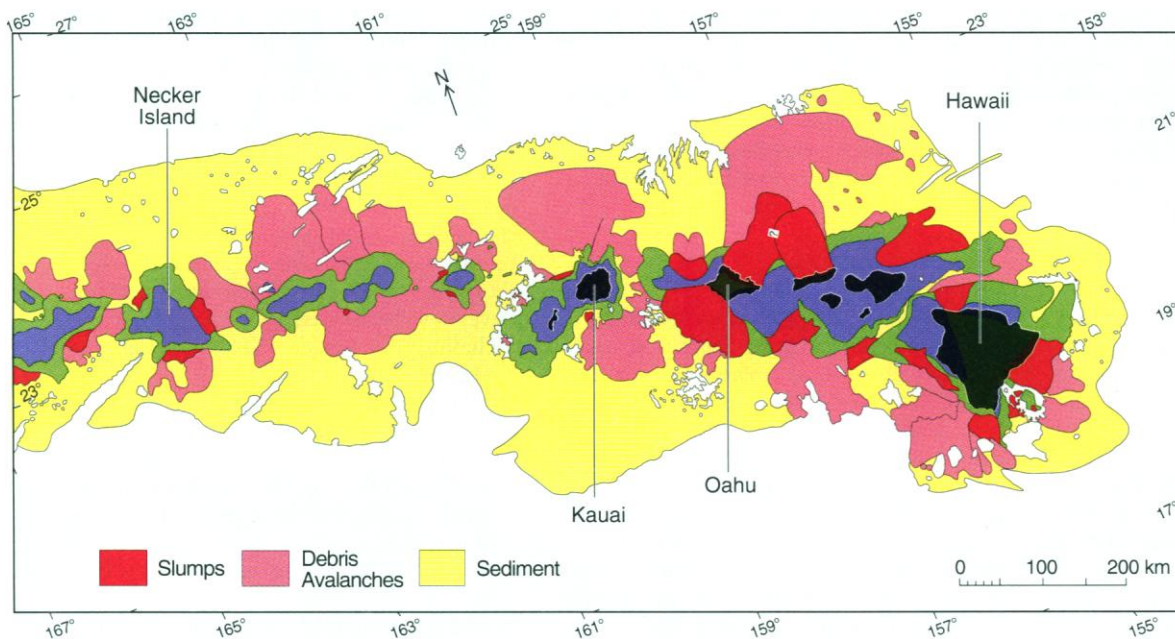 165° 27° 163° 161° 25° 159° 157° 155° 23° 153°
Necker
Island
N
Hawaii
21°
25°
?
19°
23°
Oahu
Kauai
17°
Slumps
Debris
Avalanches
Sediment
0 100 200 km
167° 165° 163° 161° 159° 157° 155°